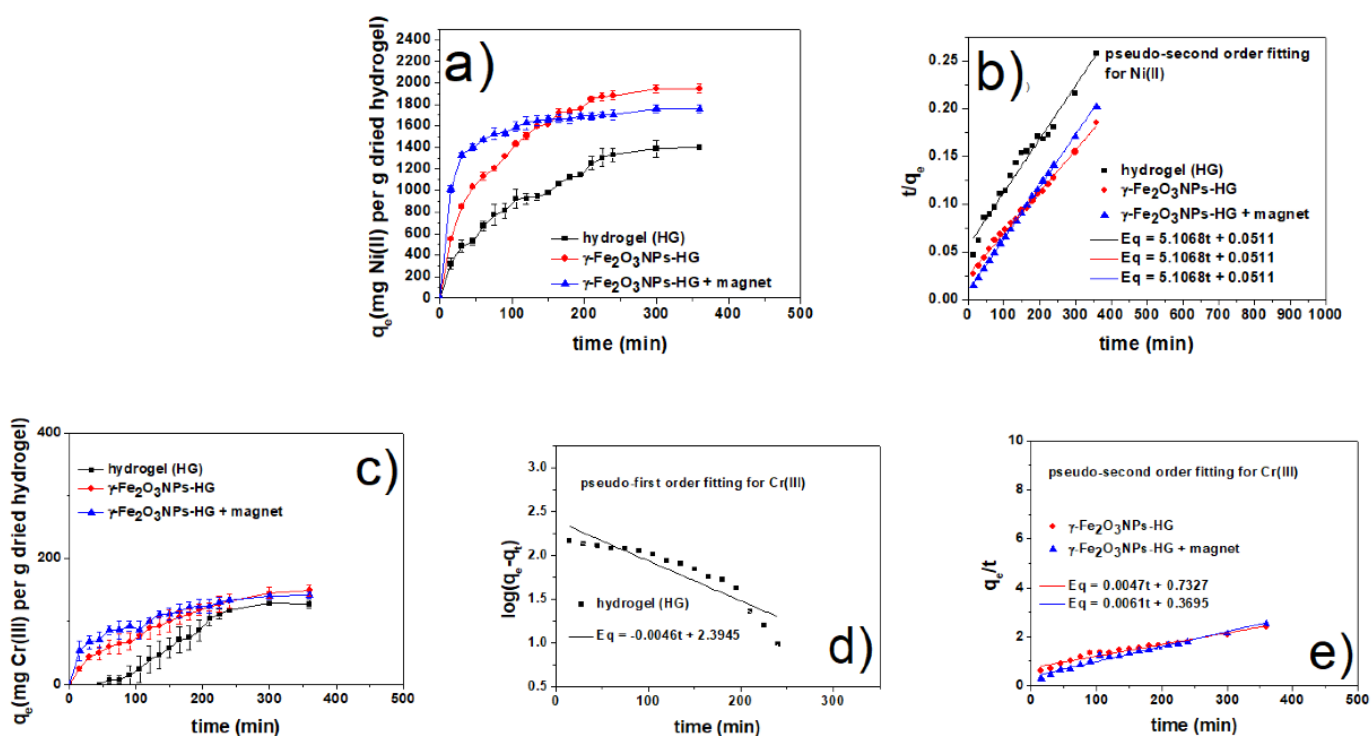 a)
qe(mg Ni(II) per g dried hydrogel)
2400
2200
2000
1800
1600
1400
1200
1000
800
600
400
200
0
hydrogel (HG)
γ-Fe2O3NPs-HG
γ-Fe2O3NPs-HG + magnet
0 100 200 300 400 500
time (min)
b)
pseudo-second order fitting
for Ni(II)
t/qe
0.25
0.20
0.15
0.10
0.05
0.00
hydrogel (HG)
γ-Fe2O3NPs-HG
γ-Fe2O3NPs-HG + magnet
Eq = 5.1068t + 0.0511
Eq = 5.1068t + 0.0511
Eq = 5.1068t + 0.0511
0 100 200 300 400 500 600 700 800 900 1000
time (min)
c)
qe(mg Cr(III) per g dried hydrogel)
400
200
0
hydrogel (HG)
γ-Fe2O3NPs-HG
γ-Fe2O3NPs-HG + magnet
0 100 200 300 400 500
time (min)
pseudo-first order fitting for Cr(III)
log(qe-qt)
3.0
2.5
2.0
1.5
1.0
0.5
hydrogel (HG)
Eq = -0.0046t + 2.3945
d)
0 100 200 300
time (min)
pseudo-second order fitting for Cr(III)
qe/t
10
8
6
4
2
0
γ-Fe2O3NPs-HG
γ-Fe2O3NPs-HG + magnet
Eq = 0.0047t + 0.7327
Eq = 0.0061t + 0.3695
e)
0 100 200 300 400 500
time (min)